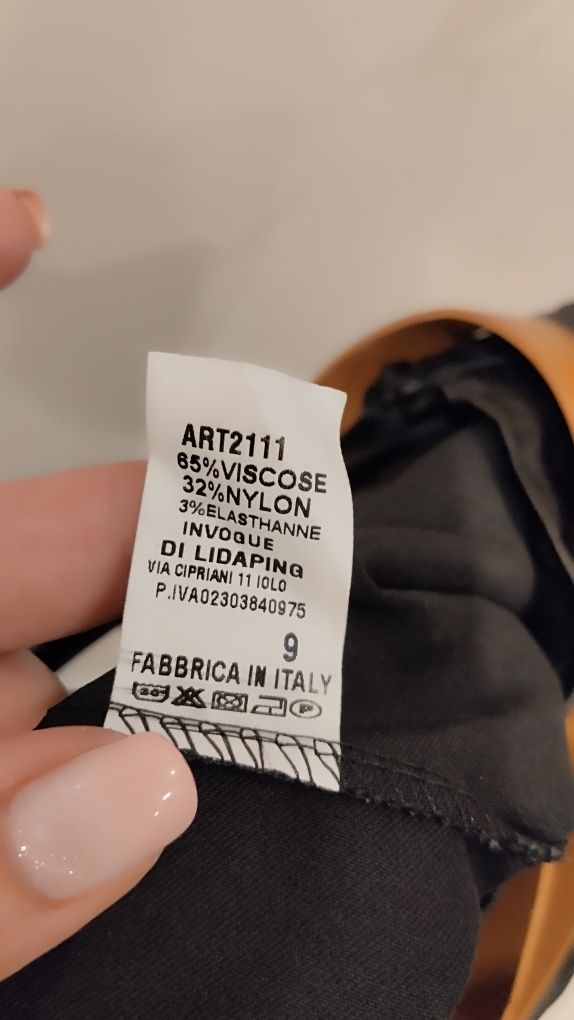 ART2111
65%VISCOSE
32%NYLON
3%ELASTHANNE
INVOGUE
DI LIDAPING
VIA CIPRIANI 11 IOLO
P.IVA02303840975
9
FABBRICA IN ITALY
P